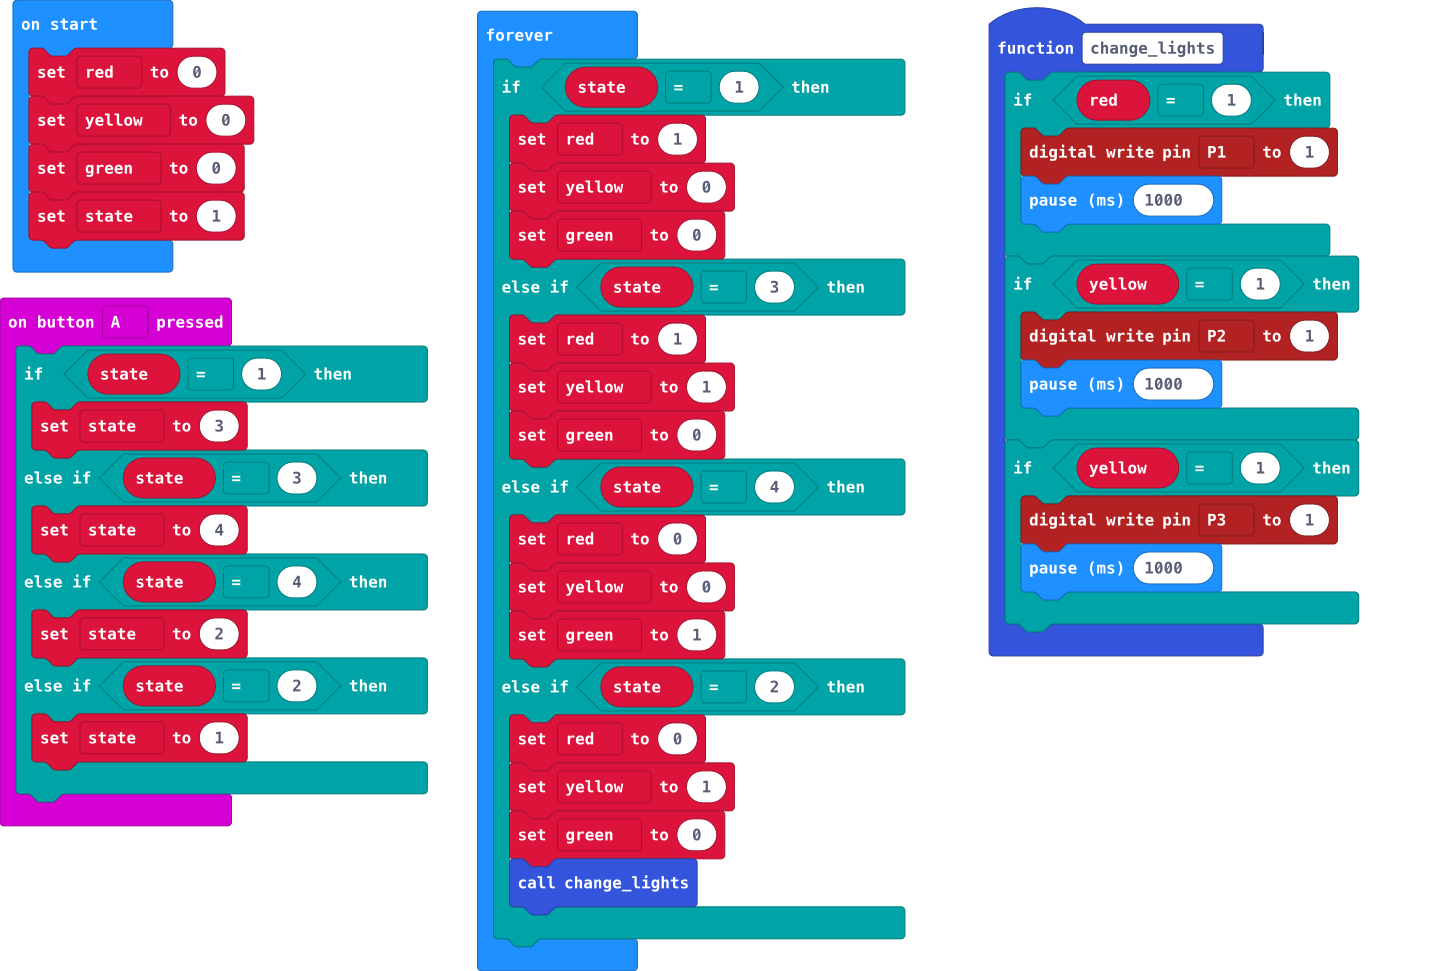 on start
set red to 0
set yellow to 0
set green to 0
set state to 1
on button A pressed
if state = 1 then
set state to 3
else if state = 3 then
set state to 4
else if state = 4 then
set state to 2
else if state = 2 then
set state to 1
forever
if state = 1 then
set red to 1
set yellow to 0
set green to 0
else if state = 3 then
set red to 1
set yellow to 1
set green to 0
else if state = 4 then
set red to 0
set yellow to 0
set green to 1
else if state = 2 then
set red to 0
set yellow to 1
set green to 0
call change_lights
function change_lights
if red = 1 then
digital write pin P1 to 1
pause (ms) 1000
if yellow = 1 then
digital write pin P2 to 1
pause (ms) 1000
if yellow = 1 then
digital write pin P3 to 1
pause (ms) 1000